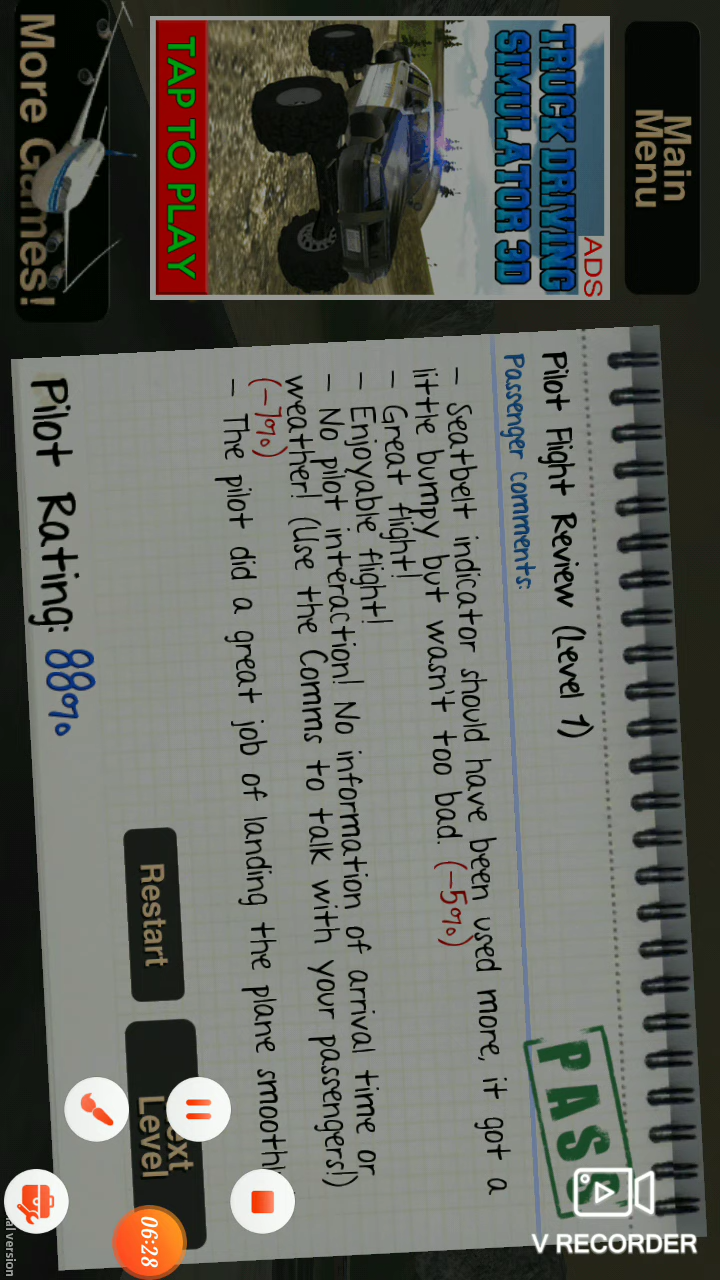 Main
Menu
ADS
TRUCK DRIVING
SIMULATOR 3D
TAP TO PLAY
More Games!
Pilot Flight Review (Level 1)
Passenger comments:
- Seatbelt indicator should have been used more, it got a
little bumpy but wasn't too bad. (-5%)
- Great flight!
- Enjoyable flight!
- No pilot interaction! No information of arrival time or
weather! (Use the Comms to talk with your passengers!)
(-7%)
- The pilot did a great job of landing the plane
Pilot Rating: 88%
Restart
Level
V RECORDER
06:28
version